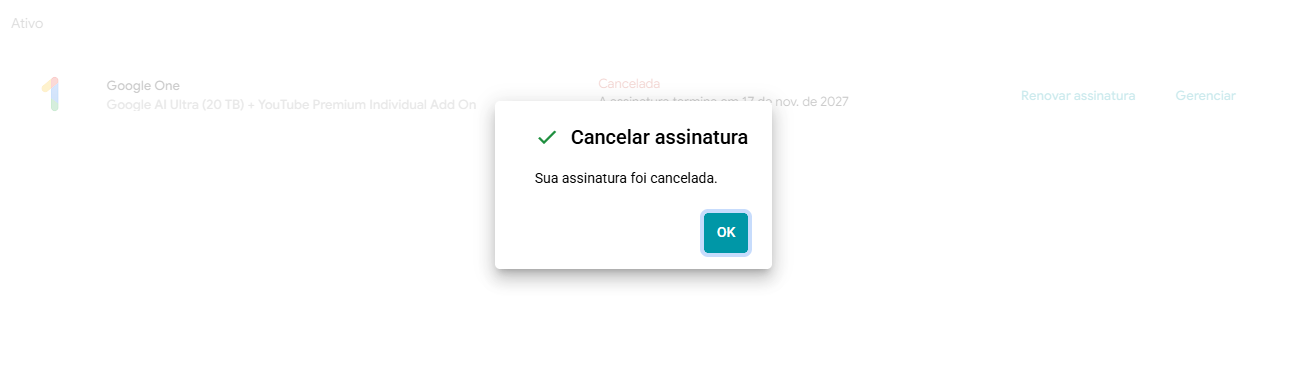 Ativo
Google One
Google AI Ultra (20 TB) + YouTube Premium Individual Add On
Cancelada
A assinatura termina em 17 de nov. de 2027
Renovar assinatura
Gerenciar
Cancelar assinatura
Sua assinatura foi cancelada.
OK